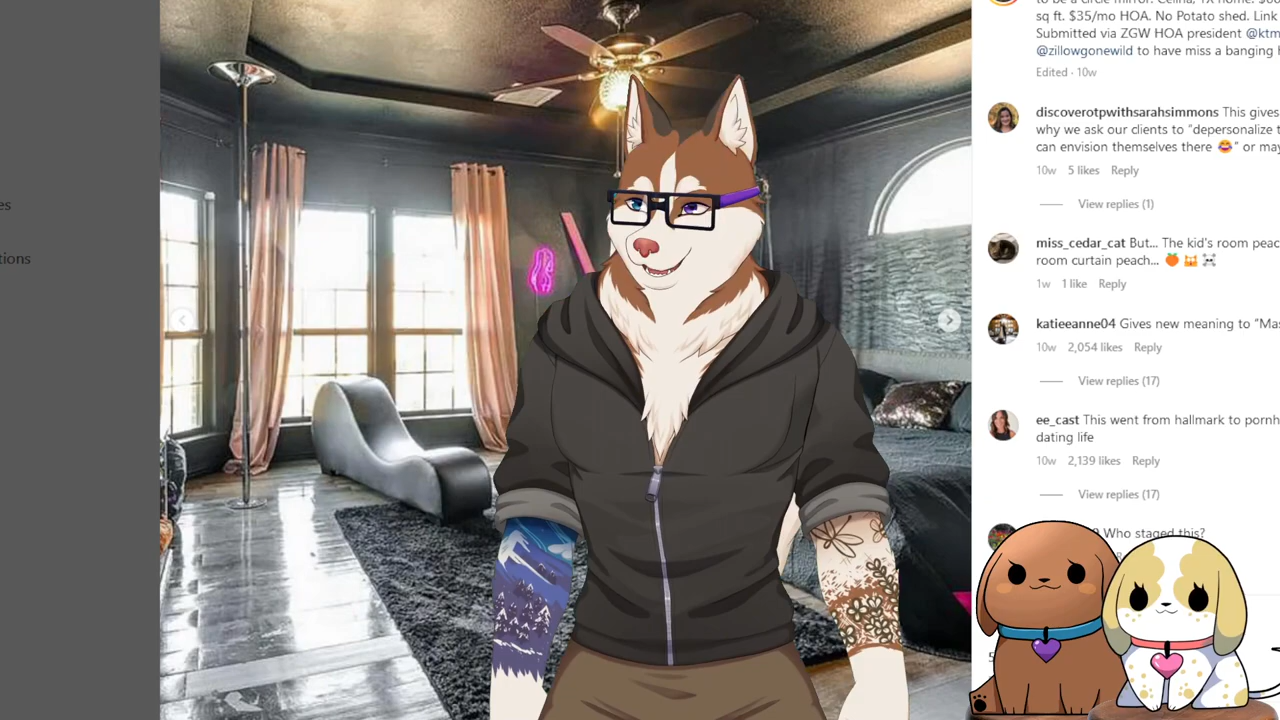 es
tions
to be a circle mirror. Celina, TX home.
sq ft. $35/mo HOA. No Potato shed. Link
Submitted via ZGW HOA president @ktm
@zillowgonewild to have miss a banging
Edited · 10w
discoverotpwithsarahsimmons This gives
why we ask our clients to "depersonalize t
can envision themselves there 😂" or may
10w 5 likes Reply
View replies (1)
miss_cedar_cat But... The kid's room peac
room curtain peach... 🍑 🙀 ☠️
1w 1 like Reply
katieeanne04 Gives new meaning to "Ma
10w 2,054 likes Reply
View replies (17)
ee_cast This went from hallmark to pornh
dating life
10w 2,139 likes Reply
View replies (17)
Who staged this?